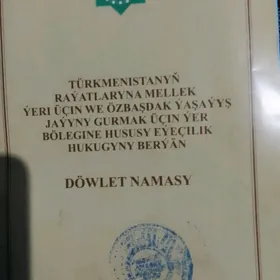 TÜRKMENISTANYŇ
RAÝATLARYNA MELLEK
ÝERI ÜÇIN WE ÖZBAŞDAK ÝAŞAÝYŞ
JAÝYNY GURMAK ÜÇIN ÝER
BÖLEGINE HUSUSY EÝEÇILIK
HUKUGYNY BERÝÄN
DÖWLET NAMASY